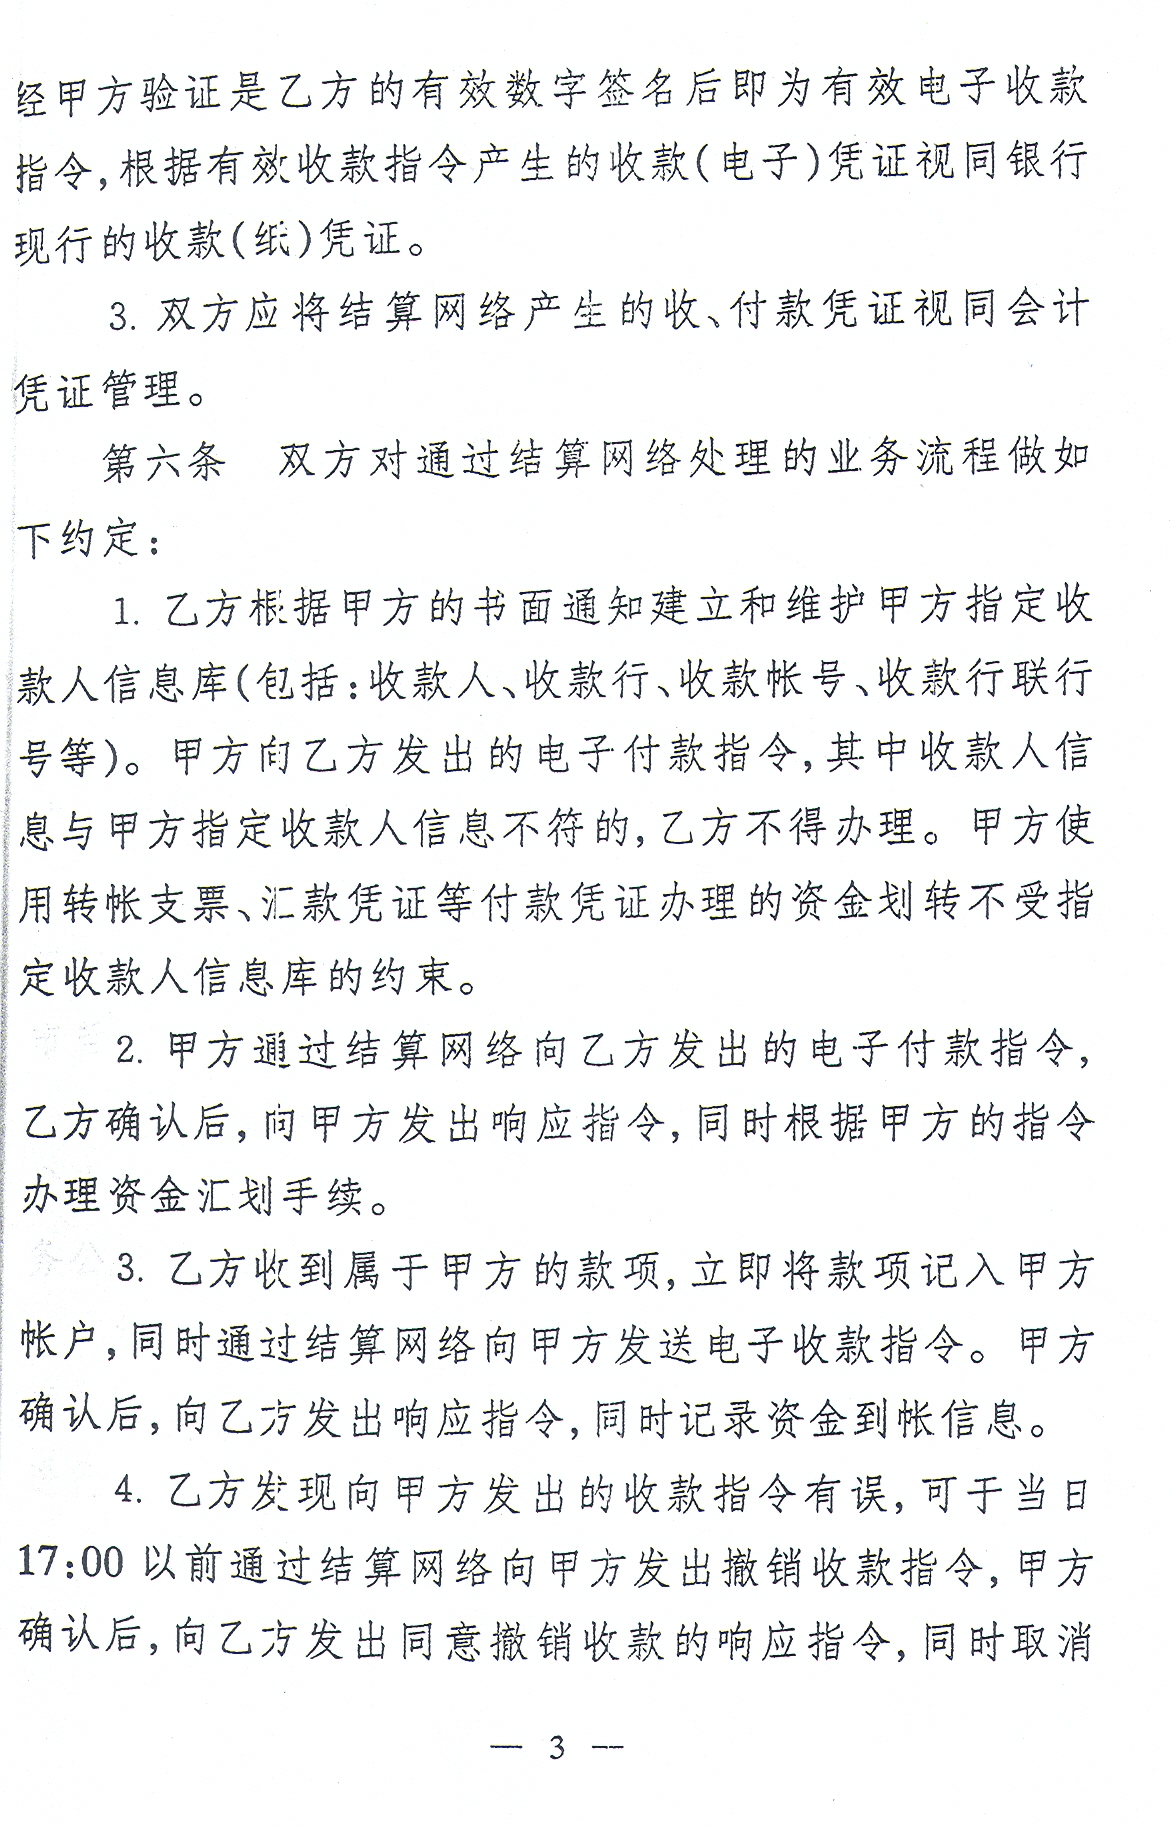 经甲方验证是乙方的有效数字签名后即为有效电子收款
指令,根据有效收款指令产生的收款(电子)凭证视同银行
现行的收款(纸)凭证。
3. 双方应将结算网络产生的收、付款凭证视同会计
凭证管理。
第六条 双方对通过结算网络处理的业务流程做如
下约定:
1. 乙方根据甲方的书面通知建立和维护甲方指定收
款人信息库(包括:收款人、收款行、收款帐号、收款行联行
号等)。甲方向乙方发出的电子付款指令,其中收款人信
息与甲方指定收款人信息不符的,乙方不得办理。甲方使
用转帐支票、汇款凭证等付款凭证办理的资金划转不受指
定收款人信息库的约束。
2. 甲方通过结算网络向乙方发出的电子付款指令,
乙方确认后,向甲方发出响应指令,同时根据甲方的指令
办理资金汇划手续。
3. 乙方收到属于甲方的款项,立即将款项记入甲方
帐户,同时通过结算网络向甲方发送电子收款指令。甲方
确认后,向乙方发出响应指令,同时记录资金到帐信息。
4. 乙方发现向甲方发出的收款指令有误,可于当日
17:00 以前通过结算网络向甲方发出撤销收款指令,甲方
确认后,向乙方发出同意撤销收款的响应指令,同时取消
— 3 —